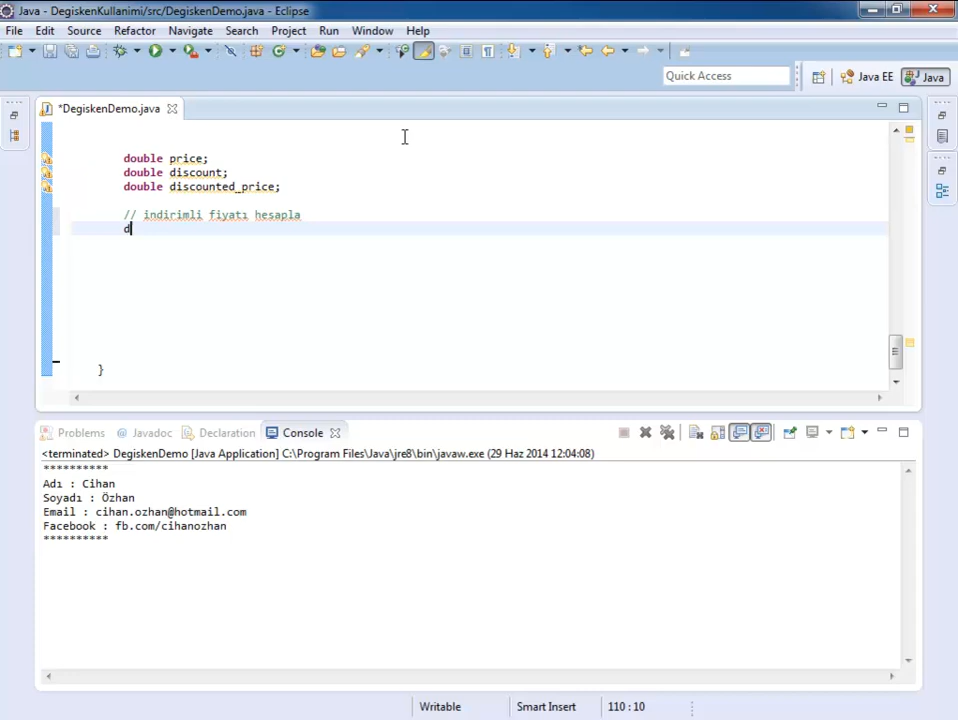 Java - DegiskenKullanimi/src/DegiskenDemo.java - Eclipse
File Edit Source Refactor Navigate Search Project Run Window Help
Quick Access
Java EE
Java
*DegiskenDemo.java
double price;
double discount;
double discounted_price;
// indirimli fiyatı hesapla
d
}
Problems
Javadoc
Declaration
Console
<terminated> DegiskenDemo [Java Application] C:\Program Files\Java\jre8\bin\javaw.exe (29 Haz 2014 12:04:08)
**********
Adı : Cihan
Soyadı : Özhan
Email : cihan.ozhan@hotmail.com
Facebook : fb.com/cihanozhan
**********
Writable
Smart Insert
110 : 10